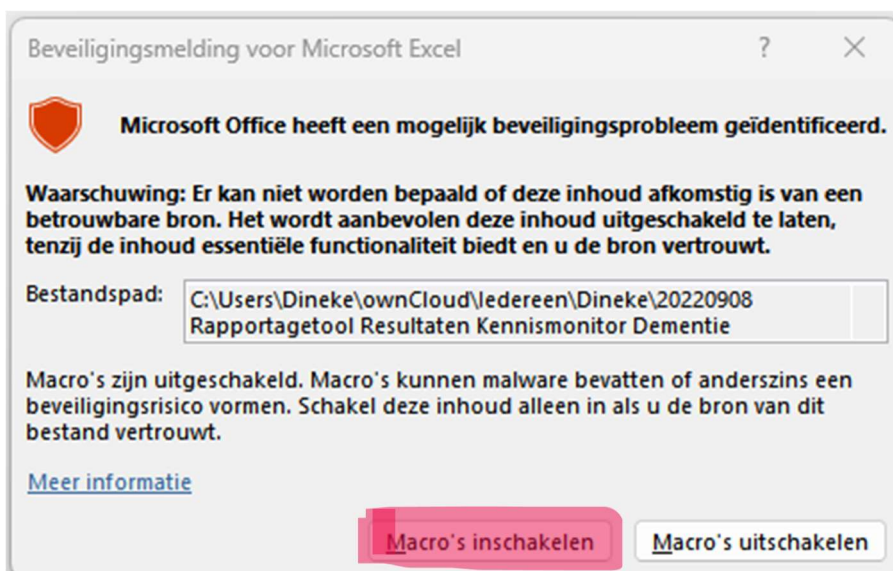 Beveiligingsmelding voor Microsoft Excel ?
Microsoft Office heeft een mogelijk beveiligingsprobleem geïdentificeerd.
Waarschuwing: Er kan niet worden bepaald of deze inhoud afkomstig is van een
betrouwbare bron. Het wordt aanbevolen deze inhoud uitgeschakeld te laten,
tenzij de inhoud essentiële functionaliteit biedt en u de bron vertrouwt.
Bestandspad: C:\Users\Dineke\ownCloud\Iedereen\Dineke\20220908
Rapportagetool Resultaten Kennismonitor Dementie
Macro's zijn uitgeschakeld. Macro's kunnen malware bevatten of anderszins een
beveiligingsrisico vormen. Schakel deze inhoud alleen in als u de bron van dit
bestand vertrouwt.
Meer informatie
Macro's inschakelen Macro's uitschakelen